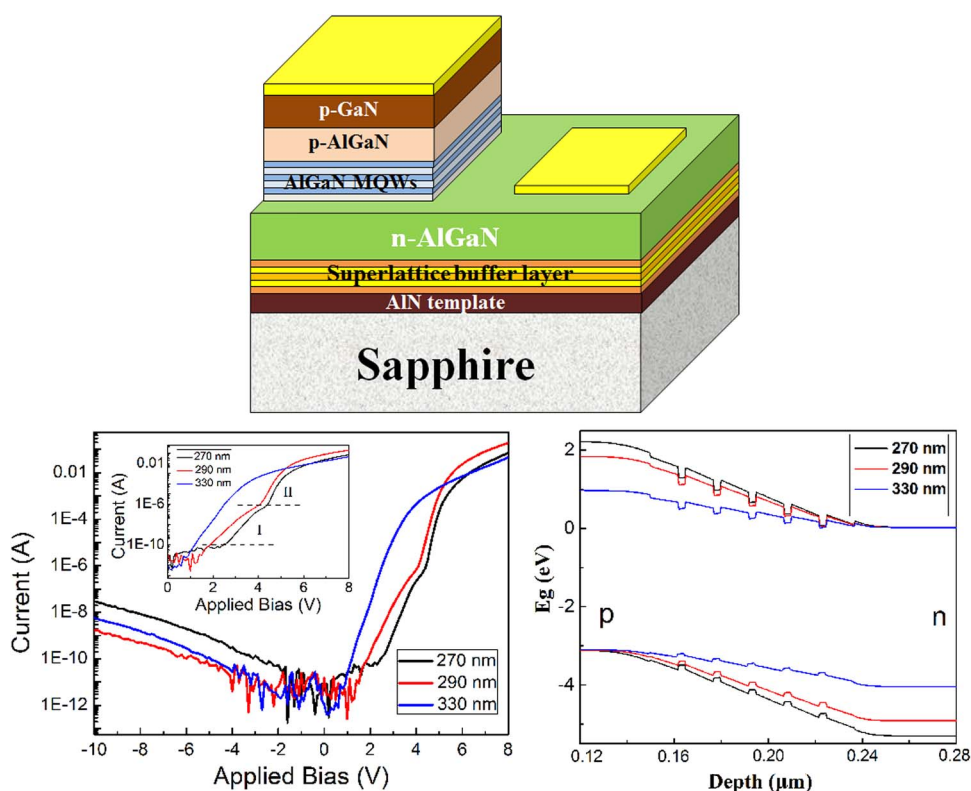 p-GaN
p-AlGaN
AlGaN MQWs
n-AlGaN
Superlattice buffer layer
AlN template
Sapphire
Current (A)
0.01
1E-4
1E-6
1E-8
1E-10
1E-12
-10 -8 -6 -4 -2 0 2 4 6 8
Applied Bias (V)
270 nm
290 nm
330 nm
Current (A)
0.01
1E-6
1E-10
0 2 4 6 8
Applied Bias (V)
270 nm
290 nm
330 nm
II
I
Eg (eV)
2
0
-2
-4
0.12 0.16 0.20 0.24 0.28
Depth (μm)
270 nm
290 nm
330 nm
p n